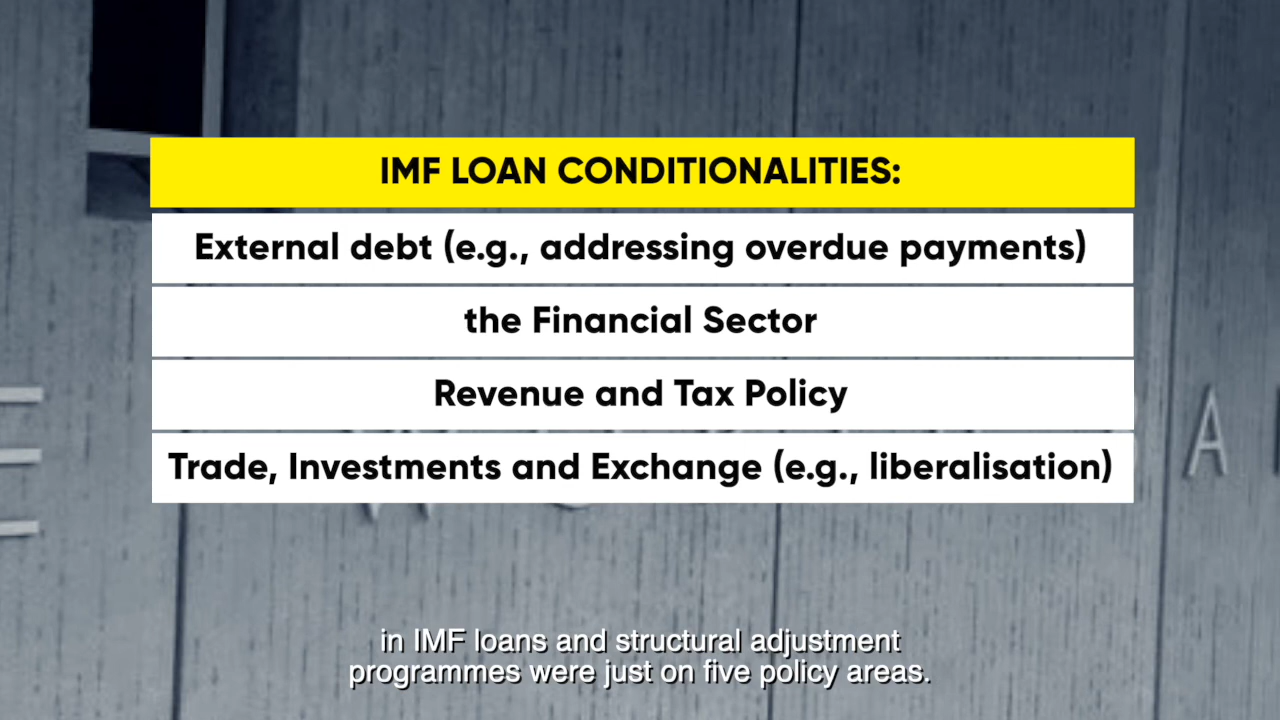 IMF LOAN CONDITIONALITIES:
External debt (e.g., addressing overdue payments)
the Financial Sector
Revenue and Tax Policy
Trade, Investments and Exchange (e.g., liberalisation)
in IMF loans and structural adjustment
programmes were just on five policy areas.